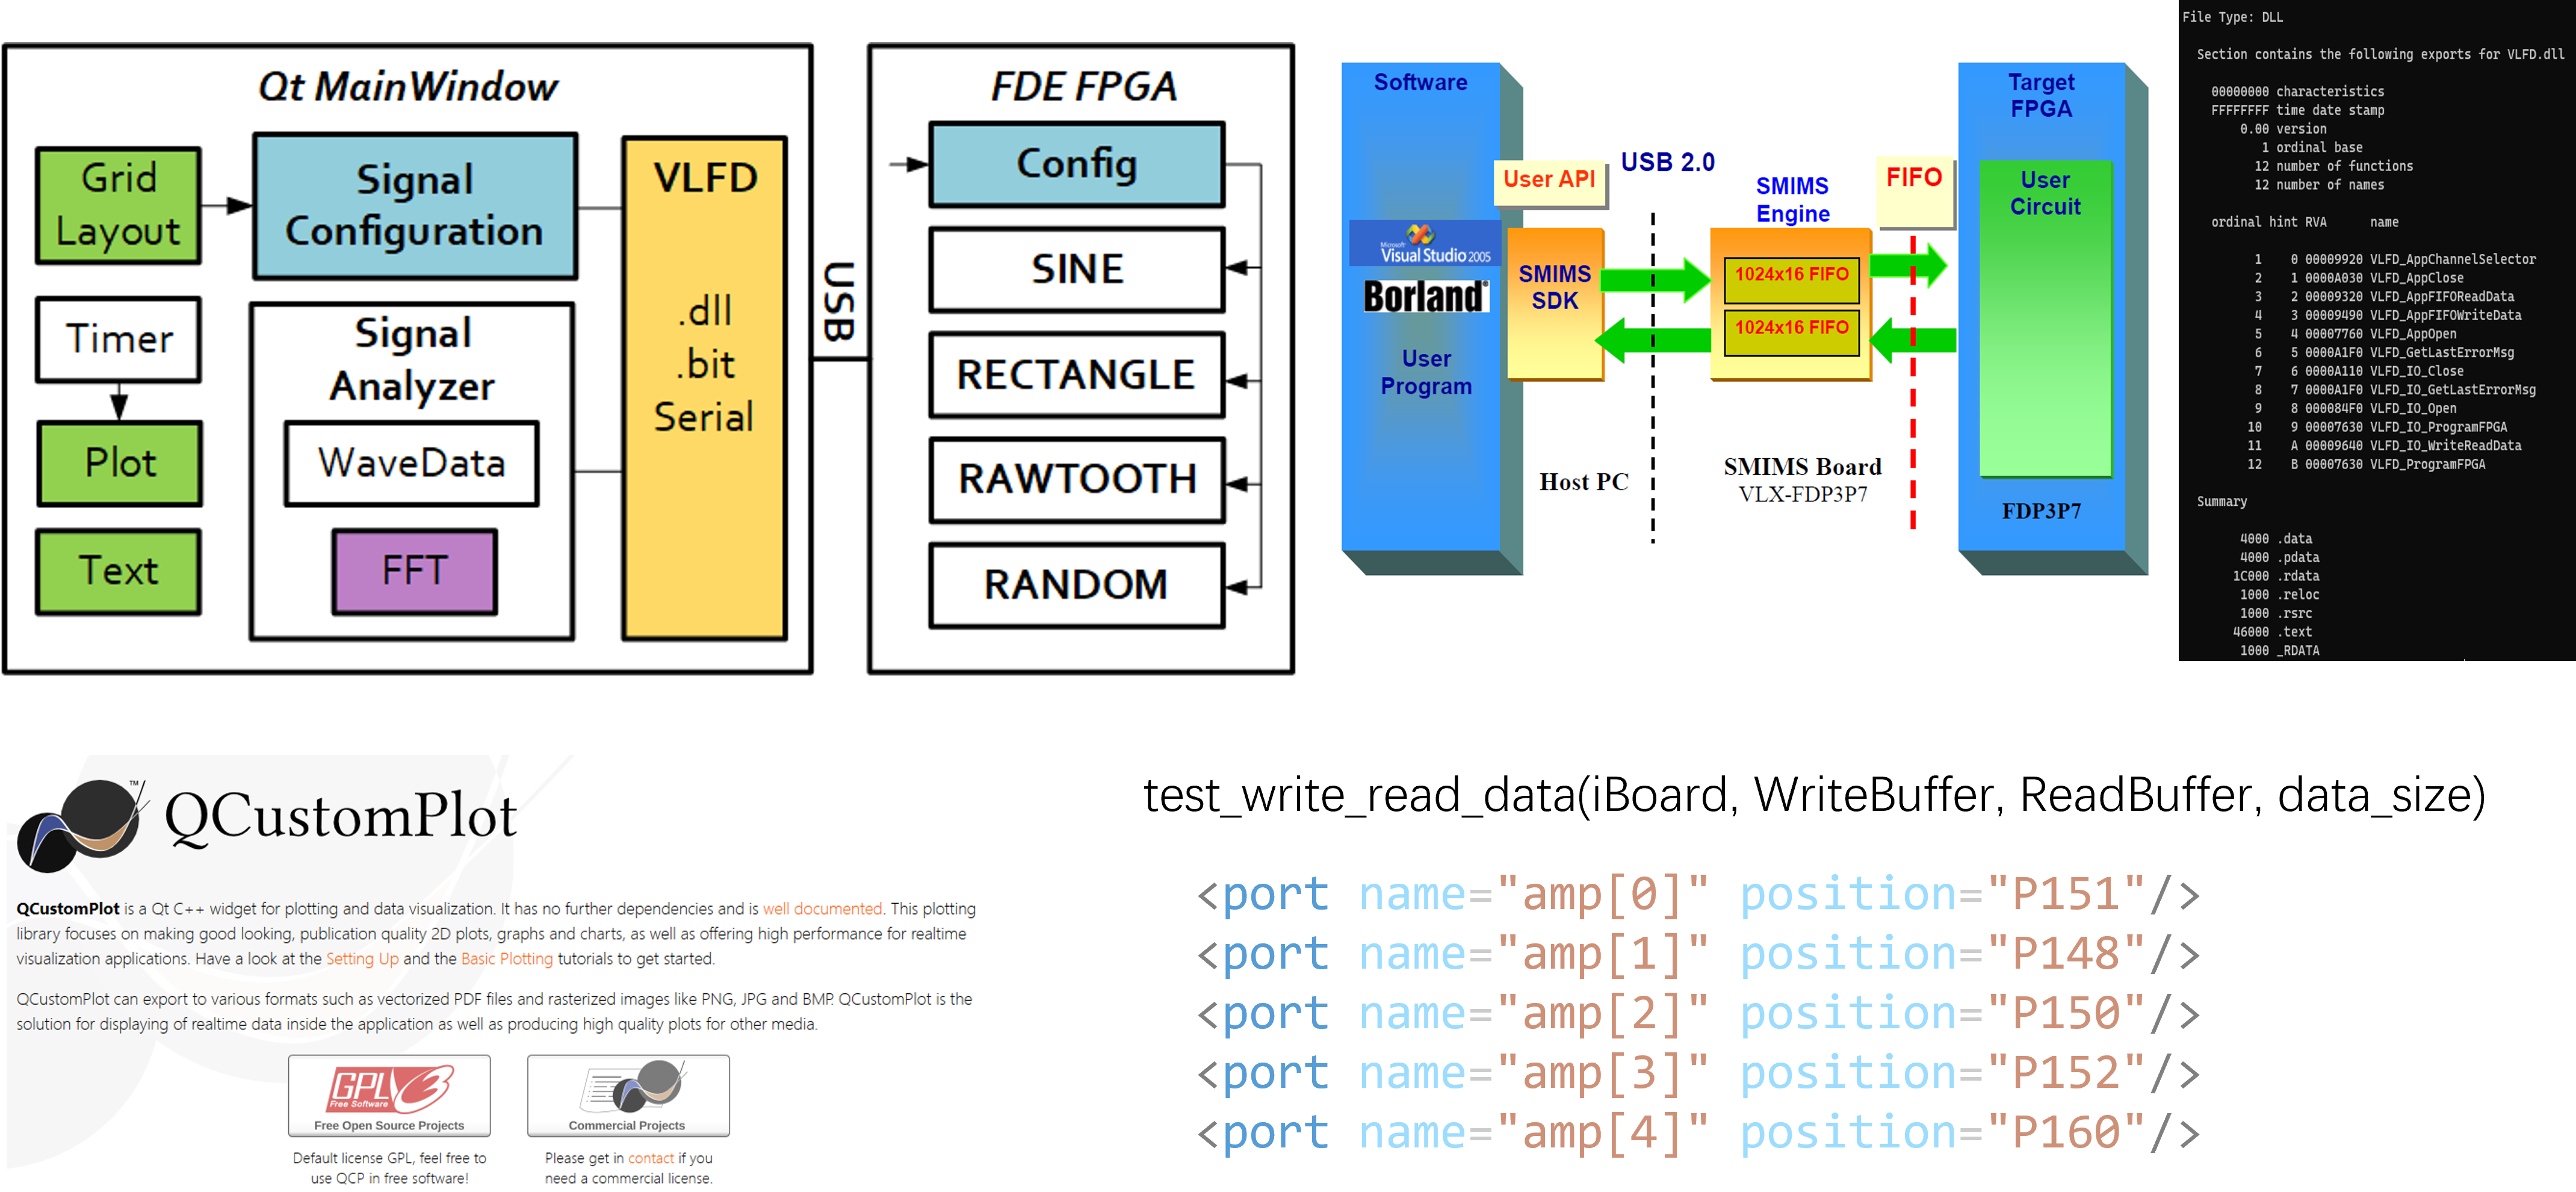 Qt MainWindow
Grid
Layout
Signal
Configuration
VLFD
.dll
.bit
Serial
Timer
Signal
Analyzer
Plot
WaveData
Text
FFT
USB
FDE FPGA
Config
SINE
RECTANGLE
RAWTOOTH
RANDOM
Software
User API
USB 2.0
SMIMS
Engine
FIFO
Target
FPGA
User
Circuit
Microsoft
Visual Studio 2005
Borland®
SMIMS
SDK
1024x16 FIFO
1024x16 FIFO
User
Program
Host PC
SMIMS Board
VLX-FDP3P7
FDP3P7
File Type: DLL
Section contains the following exports for VLFD.dll
00000000 characteristics
FFFFFFFF time date stamp
0.00 version
1 ordinal base
12 number of functions
12 number of names
ordinal hint RVA name
1 0 00009920 VLFD_AppChannelSelector
2 1 0000A030 VLFD_AppClose
3 2 00009320 VLFD_AppFIFOReadData
4 3 00009490 VLFD_AppFIFOWriteData
5 4 00007760 VLFD_AppOpen
6 5 0000A1F0 VLFD_GetLastErrorMsg
7 6 0000A110 VLFD_IO_Close
8 7 0000A1F0 VLFD_IO_GetLastErrorMsg
9 8 000084F0 VLFD_IO_Open
10 9 00007630 VLFD_IO_ProgramFPGA
11 A 00009640 VLFD_IO_WriteReadData
12 B 00007630 VLFD_ProgramFPGA
Summary
4000 .data
4000 .pdata
1C000 .rdata
1000 .reloc
1000 .rsrc
46000 .text
1000 _RDATA
QCustomPlot™
QCustomPlot is a Qt C++ widget for plotting and data visualization. It has no further dependencies and is well documented. This plotting
library focuses on making good looking, publication quality 2D plots, graphs and charts, as well as offering high performance for realtime
visualization applications. Have a look at the Setting Up and the Basic Plotting tutorials to get started.
QCustomPlot can export to various formats such as vectorized PDF files and rasterized images like PNG, JPG and BMP. QCustomPlot is the
solution for displaying of realtime data inside the application as well as producing high quality plots for other media.
GPLv3
Free Software
Free Open Source Projects
Commercial Projects
Default license GPL, feel free to
use QCP in free software!
Please get in contact if you
need a commercial license.
test_write_read_data(iBoard, WriteBuffer, ReadBuffer, data_size)
<port name="amp[0]" position="P151"/>
<port name="amp[1]" position="P148"/>
<port name="amp[2]" position="P150"/>
<port name="amp[3]" position="P152"/>
<port name="amp[4]" position="P160"/>